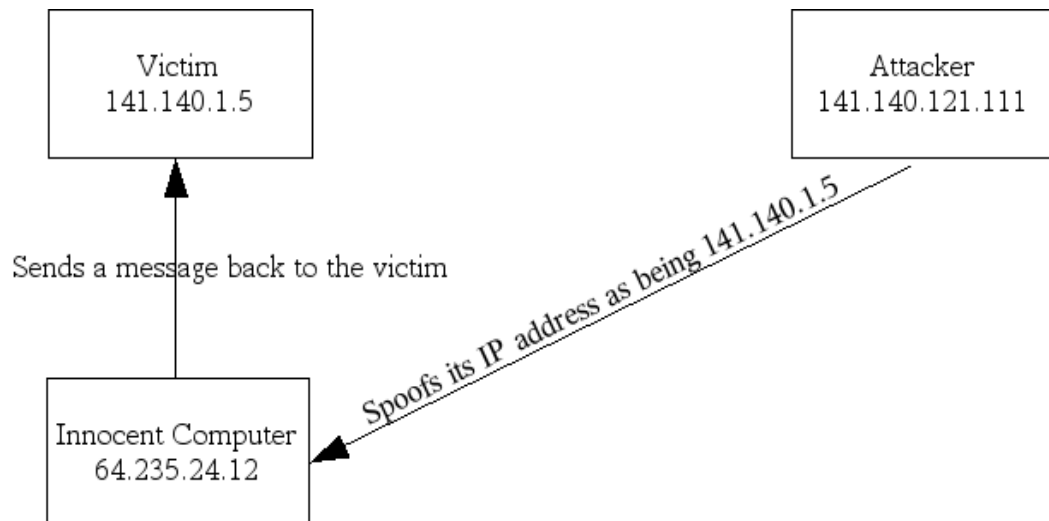 Victim
141.140.1.5
Attacker
141.140.121.111
Spoofs its IP address as being 141.140.1.5
Sends a message back to the victim
Innocent Computer
64.235.24.12